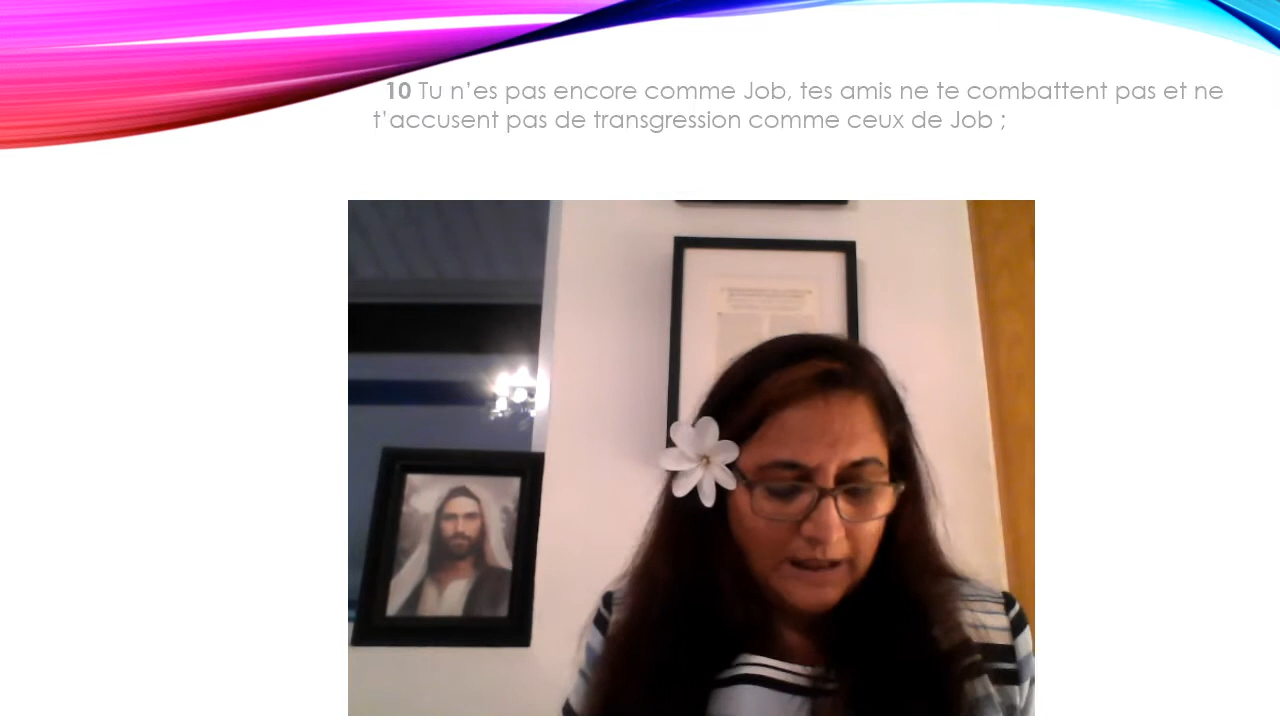 10 Tu n’es pas encore comme Job, tes amis ne te combattent pas et ne
t’accusent pas de transgression comme ceux de Job ;